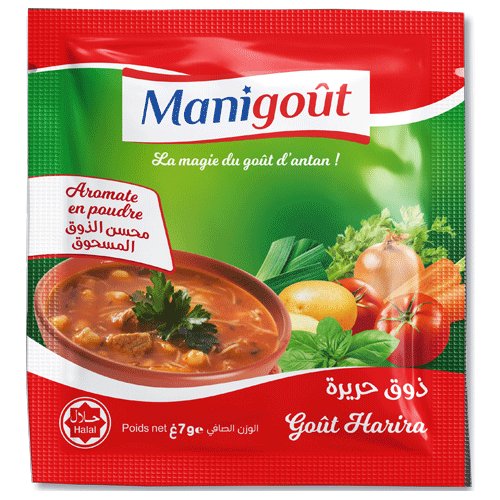 Manigoût
La magie du goût d'antan !
Aromate
en poudre
محسن الذوق
المسحوق
ذوق حريرة
Goût Harira
حلال
Halal
Poids net 7g℮غ الوزن الصافي